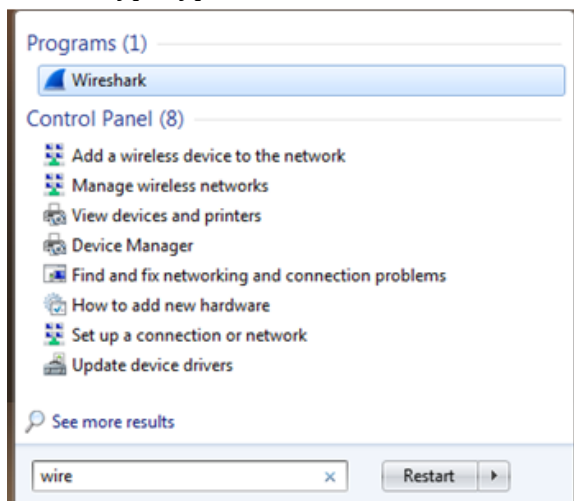 Programs (1)
Wireshark
Control Panel (8)
Add a wireless device to the network
Manage wireless networks
View devices and printers
Device Manager
Find and fix networking and connection problems
How to add new hardware
Set up a connection or network
Update device drivers
See more results
wire × Restart